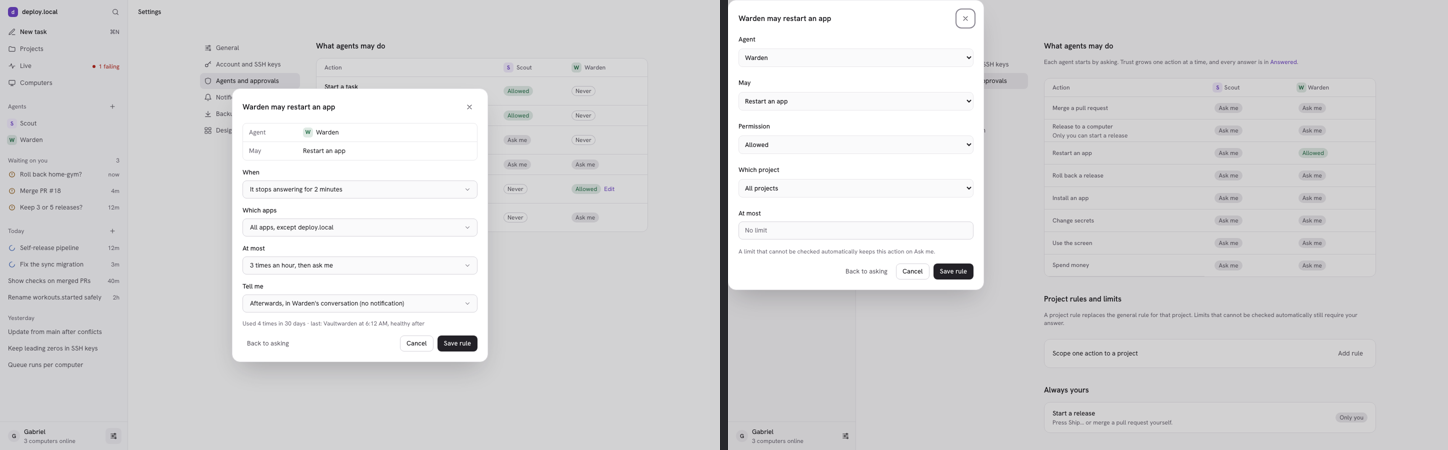 d deploy.local
New task ⌘N
Projects
Live 1 failing
Computers
Agents
S Scout
W Warden
Waiting on you 3
Roll back home-gym? now
Merge PR #18 4m
Keep 3 or 5 releases? 12m
Today
Self-release pipeline 12m
Fix the sync migration 3m
Show checks on merged PRs 40m
Rename workouts.started safely 2h
Yesterday
Update from main after conflicts
Keep leading zeros in SSH keys
Queue runs per computer
G Gabriel
3 computers online
Settings
General
Account and SSH keys
Agents and approvals
Notifi
Backu
Desig
What agents may do
Action S Scout W Warden
Start a task Allowed Never
Allowed Never
Ask me Never
Ask me Ask me
Never Allowed Edit
Never Ask me
Warden may restart an app
Agent W Warden
May Restart an app
When
It stops answering for 2 minutes
Which apps
All apps, except deploy.local
At most
3 times an hour, then ask me
Tell me
Afterwards, in Warden's conversation (no notification)
Used 4 times in 30 days · last: Vaultwarden at 6:12 AM, healthy after
Back to asking Cancel Save rule
Warden may restart an app
Agent
Warden
May
Restart an app
Permission
Allowed
Which project
All projects
At most
No limit
A limit that cannot be checked automatically keeps this action on Ask me.
Back to asking Cancel Save rule
SSH keys
provals
G Gabriel
3 computers online
What agents may do
Each agent starts by asking. Trust grows one action at a time, and every answer is in Answered.
Action S Scout W Warden
Merge a pull request Ask me Ask me
Release to a computer
Only you can start a release Ask me Ask me
Restart an app Ask me Allowed
Roll back a release Ask me Ask me
Install an app Ask me Ask me
Change secrets Ask me Ask me
Use the screen Ask me Ask me
Spend money Ask me Ask me
Project rules and limits
A project rule replaces the general rule for that project. Limits that cannot be checked automatically still require your
answer.
Scope one action to a project Add rule
Always yours
Start a release
Press Ship… or merge a pull request yourself. Only you